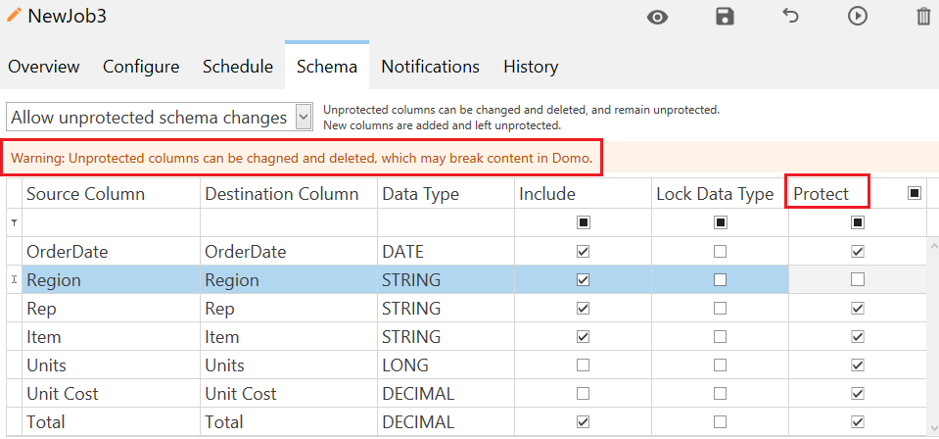 NewJob3
Overview Configure Schedule Schema Notifications History
Allow unprotected schema changes
Unprotected columns can be changed and deleted, and remain unprotected.
New columns are added and left unprotected.
Warning: Unprotected columns can be chagned and deleted, which may break content in Domo.
Source Column Destination Column Data Type Include Lock Data Type Protect
OrderDate OrderDate DATE
Region Region STRING
Rep Rep STRING
Item Item STRING
Units Units LONG
Unit Cost Unit Cost DECIMAL
Total Total DECIMAL